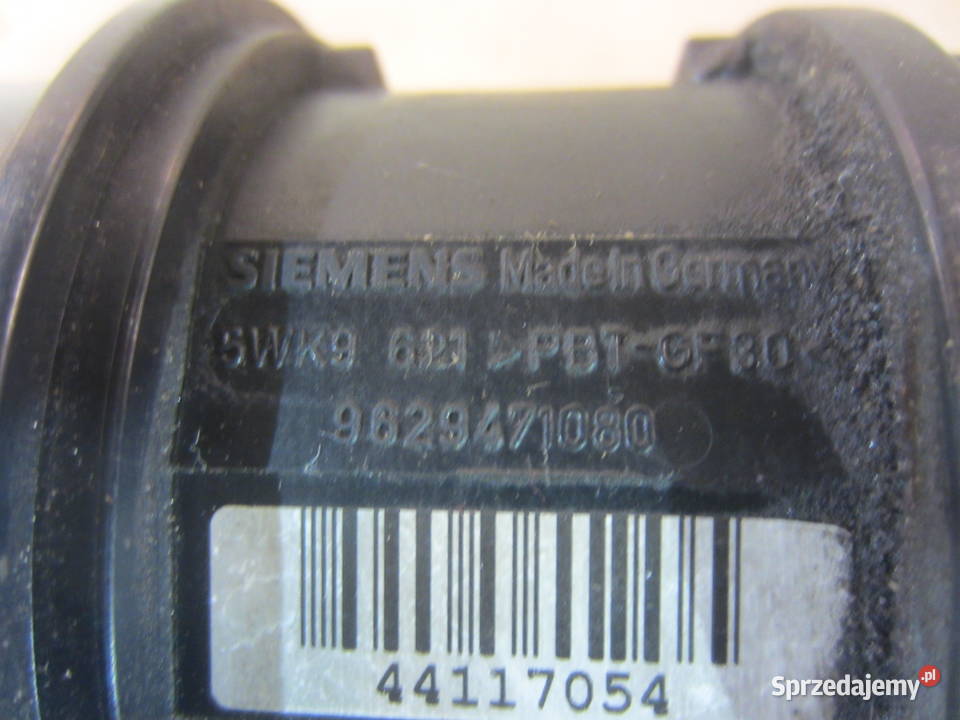 SIEMENS Made In Germany
5WK9 621 >PBT-GF30<
9629471080
44117054
Sprzedajemy.pl